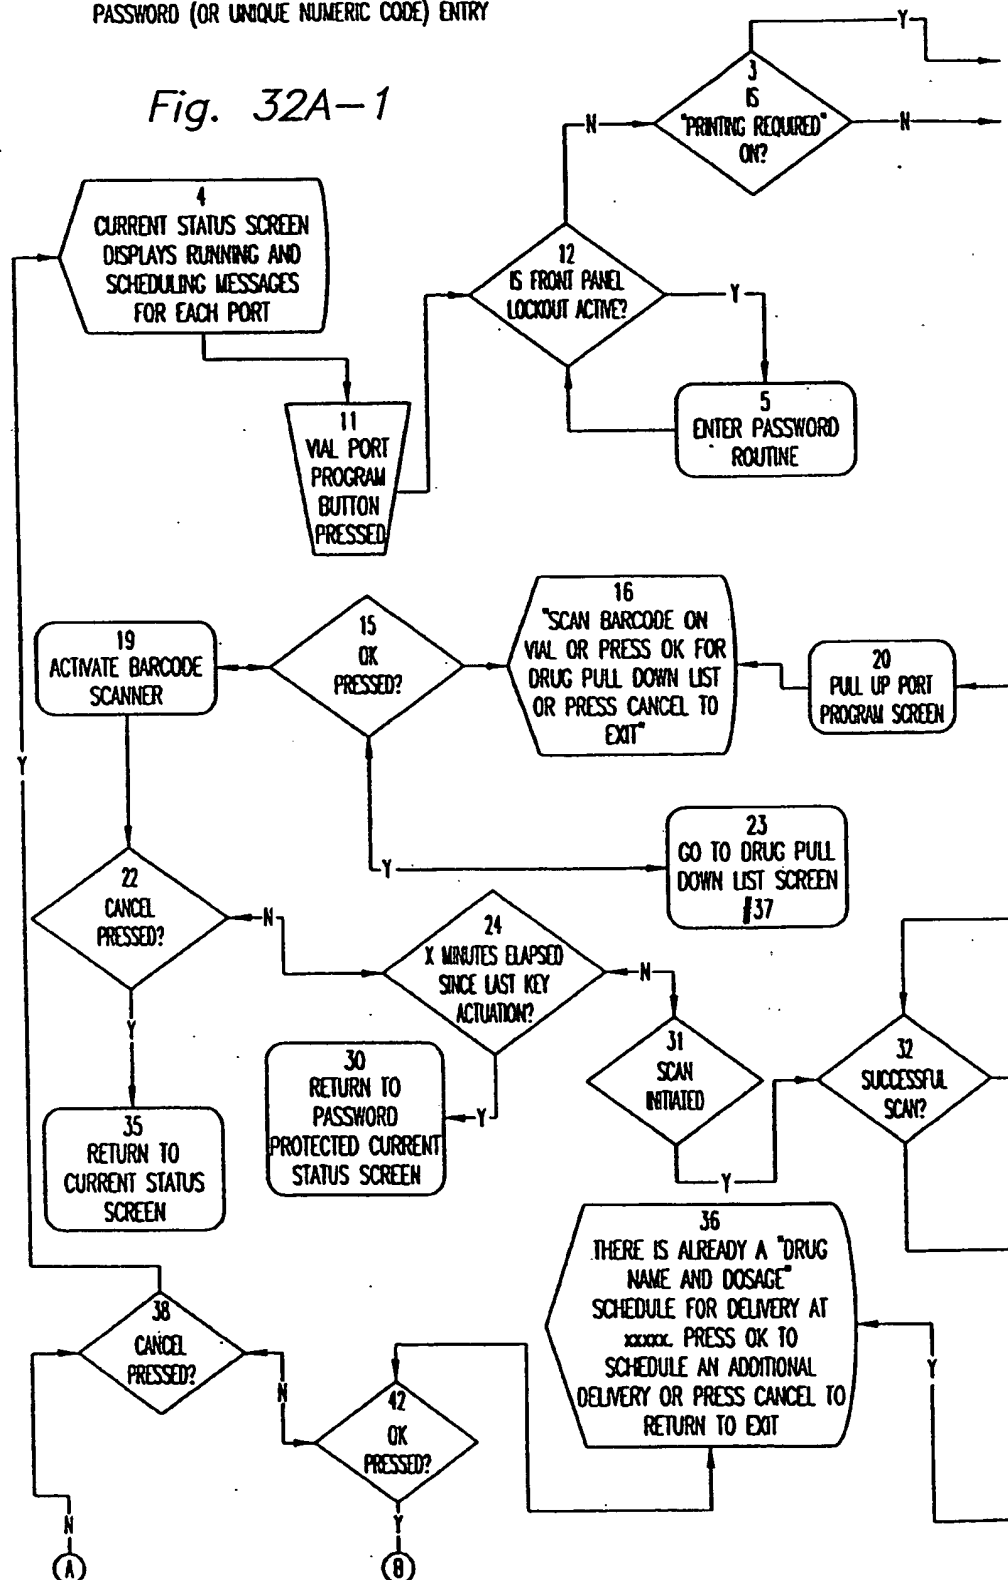 PASSWORD (OR UNIQUE NUMERIC CODE) ENTRY
Fig. 32A-1
Y
3
IS
"PRINTING REQUIRED"
ON?
N
N
4
CURRENT STATUS SCREEN
DISPLAYS RUNNING AND
SCHEDULING MESSAGES
FOR EACH PORT
12
IS FRONT PANEL
LOCKOUT ACTIVE?
Y
5
ENTER PASSWORD
ROUTINE
11
VIAL PORT
PROGRAM
BUTTON
PRESSED
16
"SCAN BARCODE ON
VIAL OR PRESS OK FOR
DRUG PULL DOWN LIST
OR PRESS CANCEL TO
EXIT"
15
OK
PRESSED?
19
ACTIVATE BARCODE
SCANNER
20
PULL UP PORT
PROGRAM SCREEN
Y
23
GO TO DRUG PULL
DOWN LIST SCREEN
#37
Y
22
CANCEL
PRESSED?
N
24
X MINUTES ELAPSED
SINCE LAST KEY
ACTUATION?
N
31
SCAN
INITIATED
32
SUCCESSFUL
SCAN?
Y
30
RETURN TO
PASSWORD
PROTECTED CURRENT
STATUS SCREEN
Y
35
RETURN TO
CURRENT STATUS
SCREEN
Y
36
THERE IS ALREADY A "DRUG
NAME AND DOSAGE"
SCHEDULE FOR DELIVERY AT
xxxxx. PRESS OK TO
SCHEDULE AN ADDITIONAL
DELIVERY OR PRESS CANCEL TO
RETURN TO EXIT
38
CANCEL
PRESSED?
N
42
OK
PRESSED?
Y
N
Y
A
B